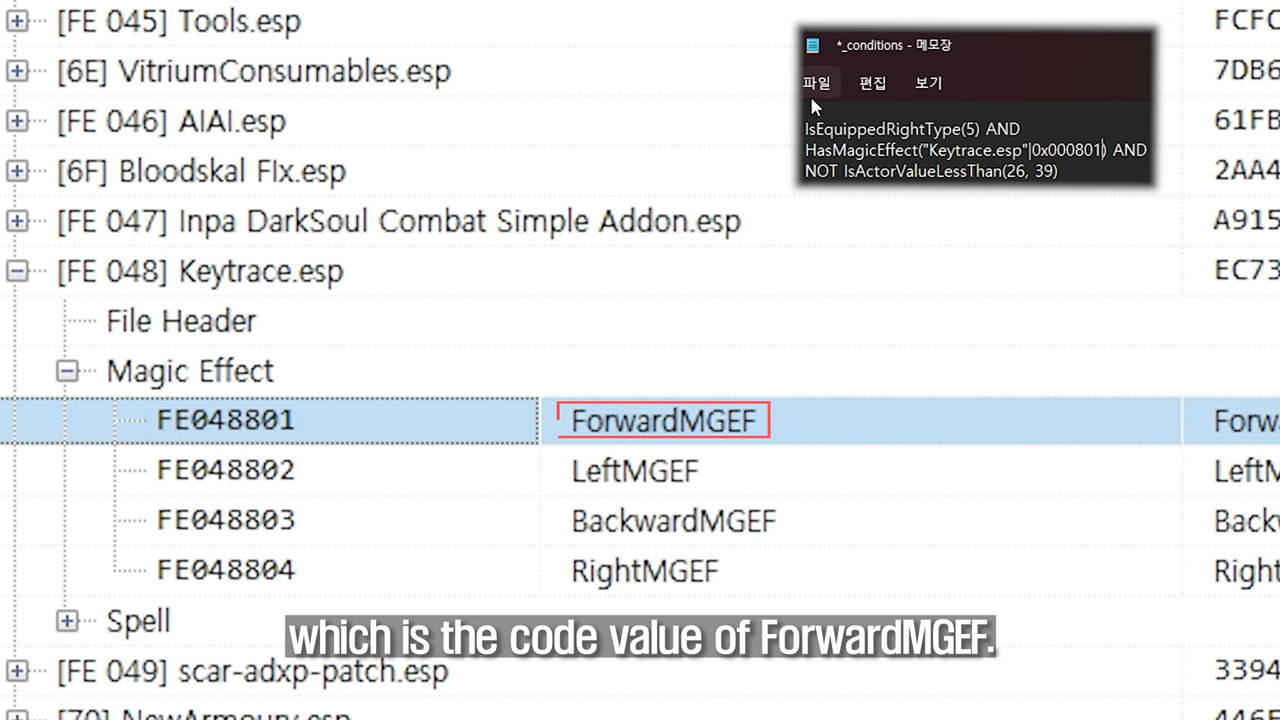 [FE 045] Tools.esp
FCFC
[6E] VitriumConsumables.esp
7DB6
[FE 046] AIAI.esp
61FB
[6F] Bloodskal FIx.esp
2AA4
[FE 047] Inpa DarkSoul Combat Simple Addon.esp
A915
[FE 048] Keytrace.esp
EC73
*_conditions - 메모장
파일 편집 보기
IsEquippedRightType(5) AND
HasMagicEffect("Keytrace.esp"|0x000801) AND
NOT IsActorValueLessThan(26, 39)
File Header
Magic Effect
FE048801 ForwardMGEF Forw
FE048802 LeftMGEF LeftM
FE048803 BackwardMGEF Back
FE048804 RightMGEF Right
Spell
which is the code value of ForwardMGEF.
[FE 049] scar-adxp-patch.esp
3394
[70] NewArmoury.esp
446F